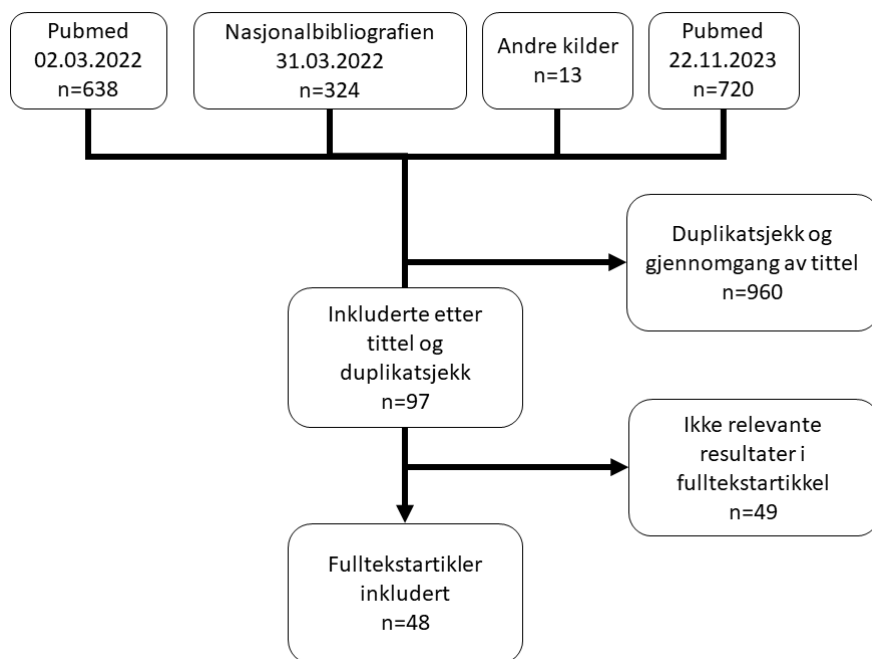 Pubmed
02.03.2022
n=638
Nasjonalbibliografien
31.03.2022
n=324
Andre kilder
n=13
Pubmed
22.11.2023
n=720
Duplikatsjekk og
gjennomgang av tittel
n=960
Inkluderte etter
tittel og
duplikatsjekk
n=97
Ikke relevante
resultater i
fulltekstartikkel
n=49
Fulltekstartikler
inkludert
n=48